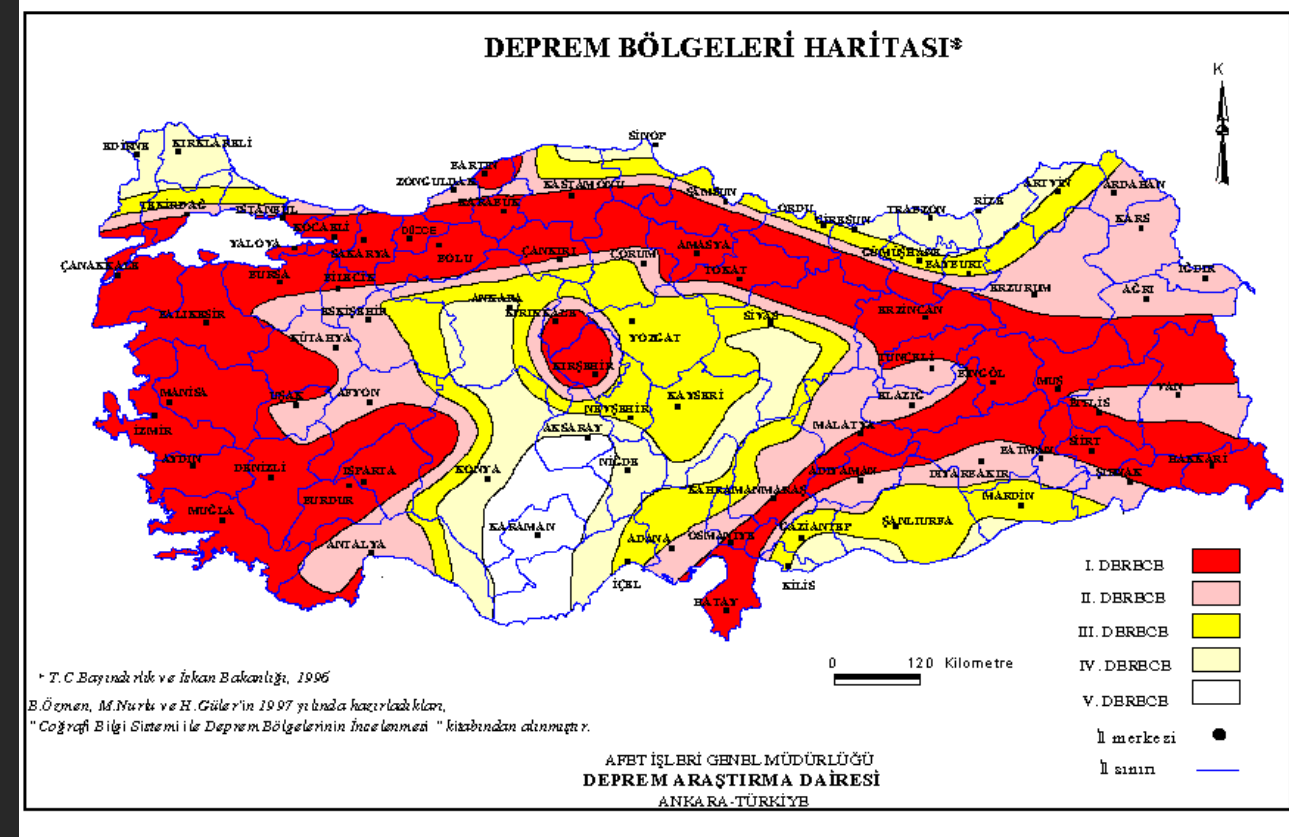 DEPREM BÖLGELERİ HARİTASI*
K
SİNOP
EDİRNE
KIRKLARELİ
BARTIN
ZONGULDAK
KASTAMONU
KARABÜK
SAMSUN
ORDU
GİRESUN
TRABZON
RİZE
ARTVİN
ARDAHAN
KARS
TEKİRDAĞ
İSTANBUL
KOCAELİ
YALOVA
SAKARYA
DÜZCE
BOLU
ÇANKIRI
ÇORUM
AMASYA
TOKAT
GÜMÜŞHANE
BAYBURT
ERZURUM
IĞDIR
AĞRI
ÇANAKKALE
BURSA
BİLECİK
BALIKESİR
ESKİŞEHİR
KÜTAHYA
ANKARA
KIRIKKALE
YOZGAT
SİVAS
ERZİNCAN
TUNCELİ
BİNGÖL
MUŞ
VAN
BİTLİS
MANİSA
UŞAK
AFYON
KIRŞEHİR
NEVŞEHİR
KAYSERİ
ELAZIĞ
MALATYA
İZMİR
AYDIN
DENİZLİ
ISPARTA
BURDUR
KONYA
AKSARAY
NİĞDE
KAHRAMANMARAŞ
ADIYAMAN
DİYARBAKIR
BATMAN
SİİRT
ŞIRNAK
HAKKARİ
MUĞLA
ANTALYA
KARAMAN
İÇEL
ADANA
OSMANİYE
GAZİANTEP
ŞANLIURFA
MARDİN
KİLİS
HATAY
I. DERECE
II. DERECE
III. DERECE
IV. DERECE
V. DERECE
İl merkezi
İl sınırı
0 120 Kilometre
* T.C.Bayındırlık ve İskan Bakanlığı, 1996
B.Özmen, M.Nurlu ve H.Güler'in 1997 yılında hazırladıkları,
" Coğrafi Bilgi Sistemi ile Deprem Bölgelerinin İncelenmesi " kitabından alınmıştır.
AFET İŞLERİ GENEL MÜDÜRLÜĞÜ
DEPREM ARAŞTIRMA DAİRESİ
ANKARA-TÜRKİYE